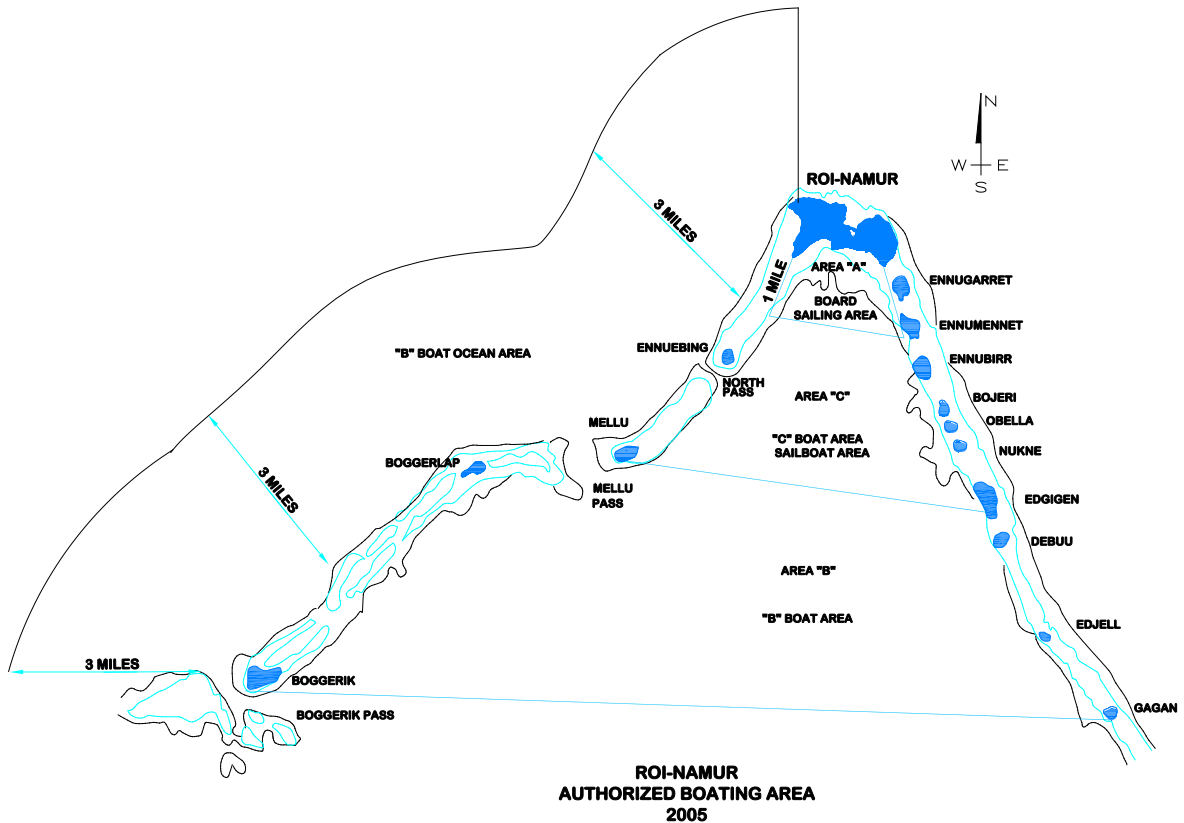 N
W E
S
ROI-NAMUR
3 MILES
AREA "A"
1 MILE
ENNUGARRET
BOARD
SAILING AREA
ENNUMENNET
ENNUEBING
"B" BOAT OCEAN AREA
ENNUBIRR
NORTH
PASS
AREA "C"
BOJERI
OBELLA
MELLU
"C" BOAT AREA
SAILBOAT AREA
NUKNE
BOGGERLAP
3 MILES
MELLU
PASS
EDGIGEN
DEBUU
AREA "B"
"B" BOAT AREA
EDJELL
3 MILES
BOGGERIK
GAGAN
BOGGERIK PASS
ROI-NAMUR
AUTHORIZED BOATING AREA
2005